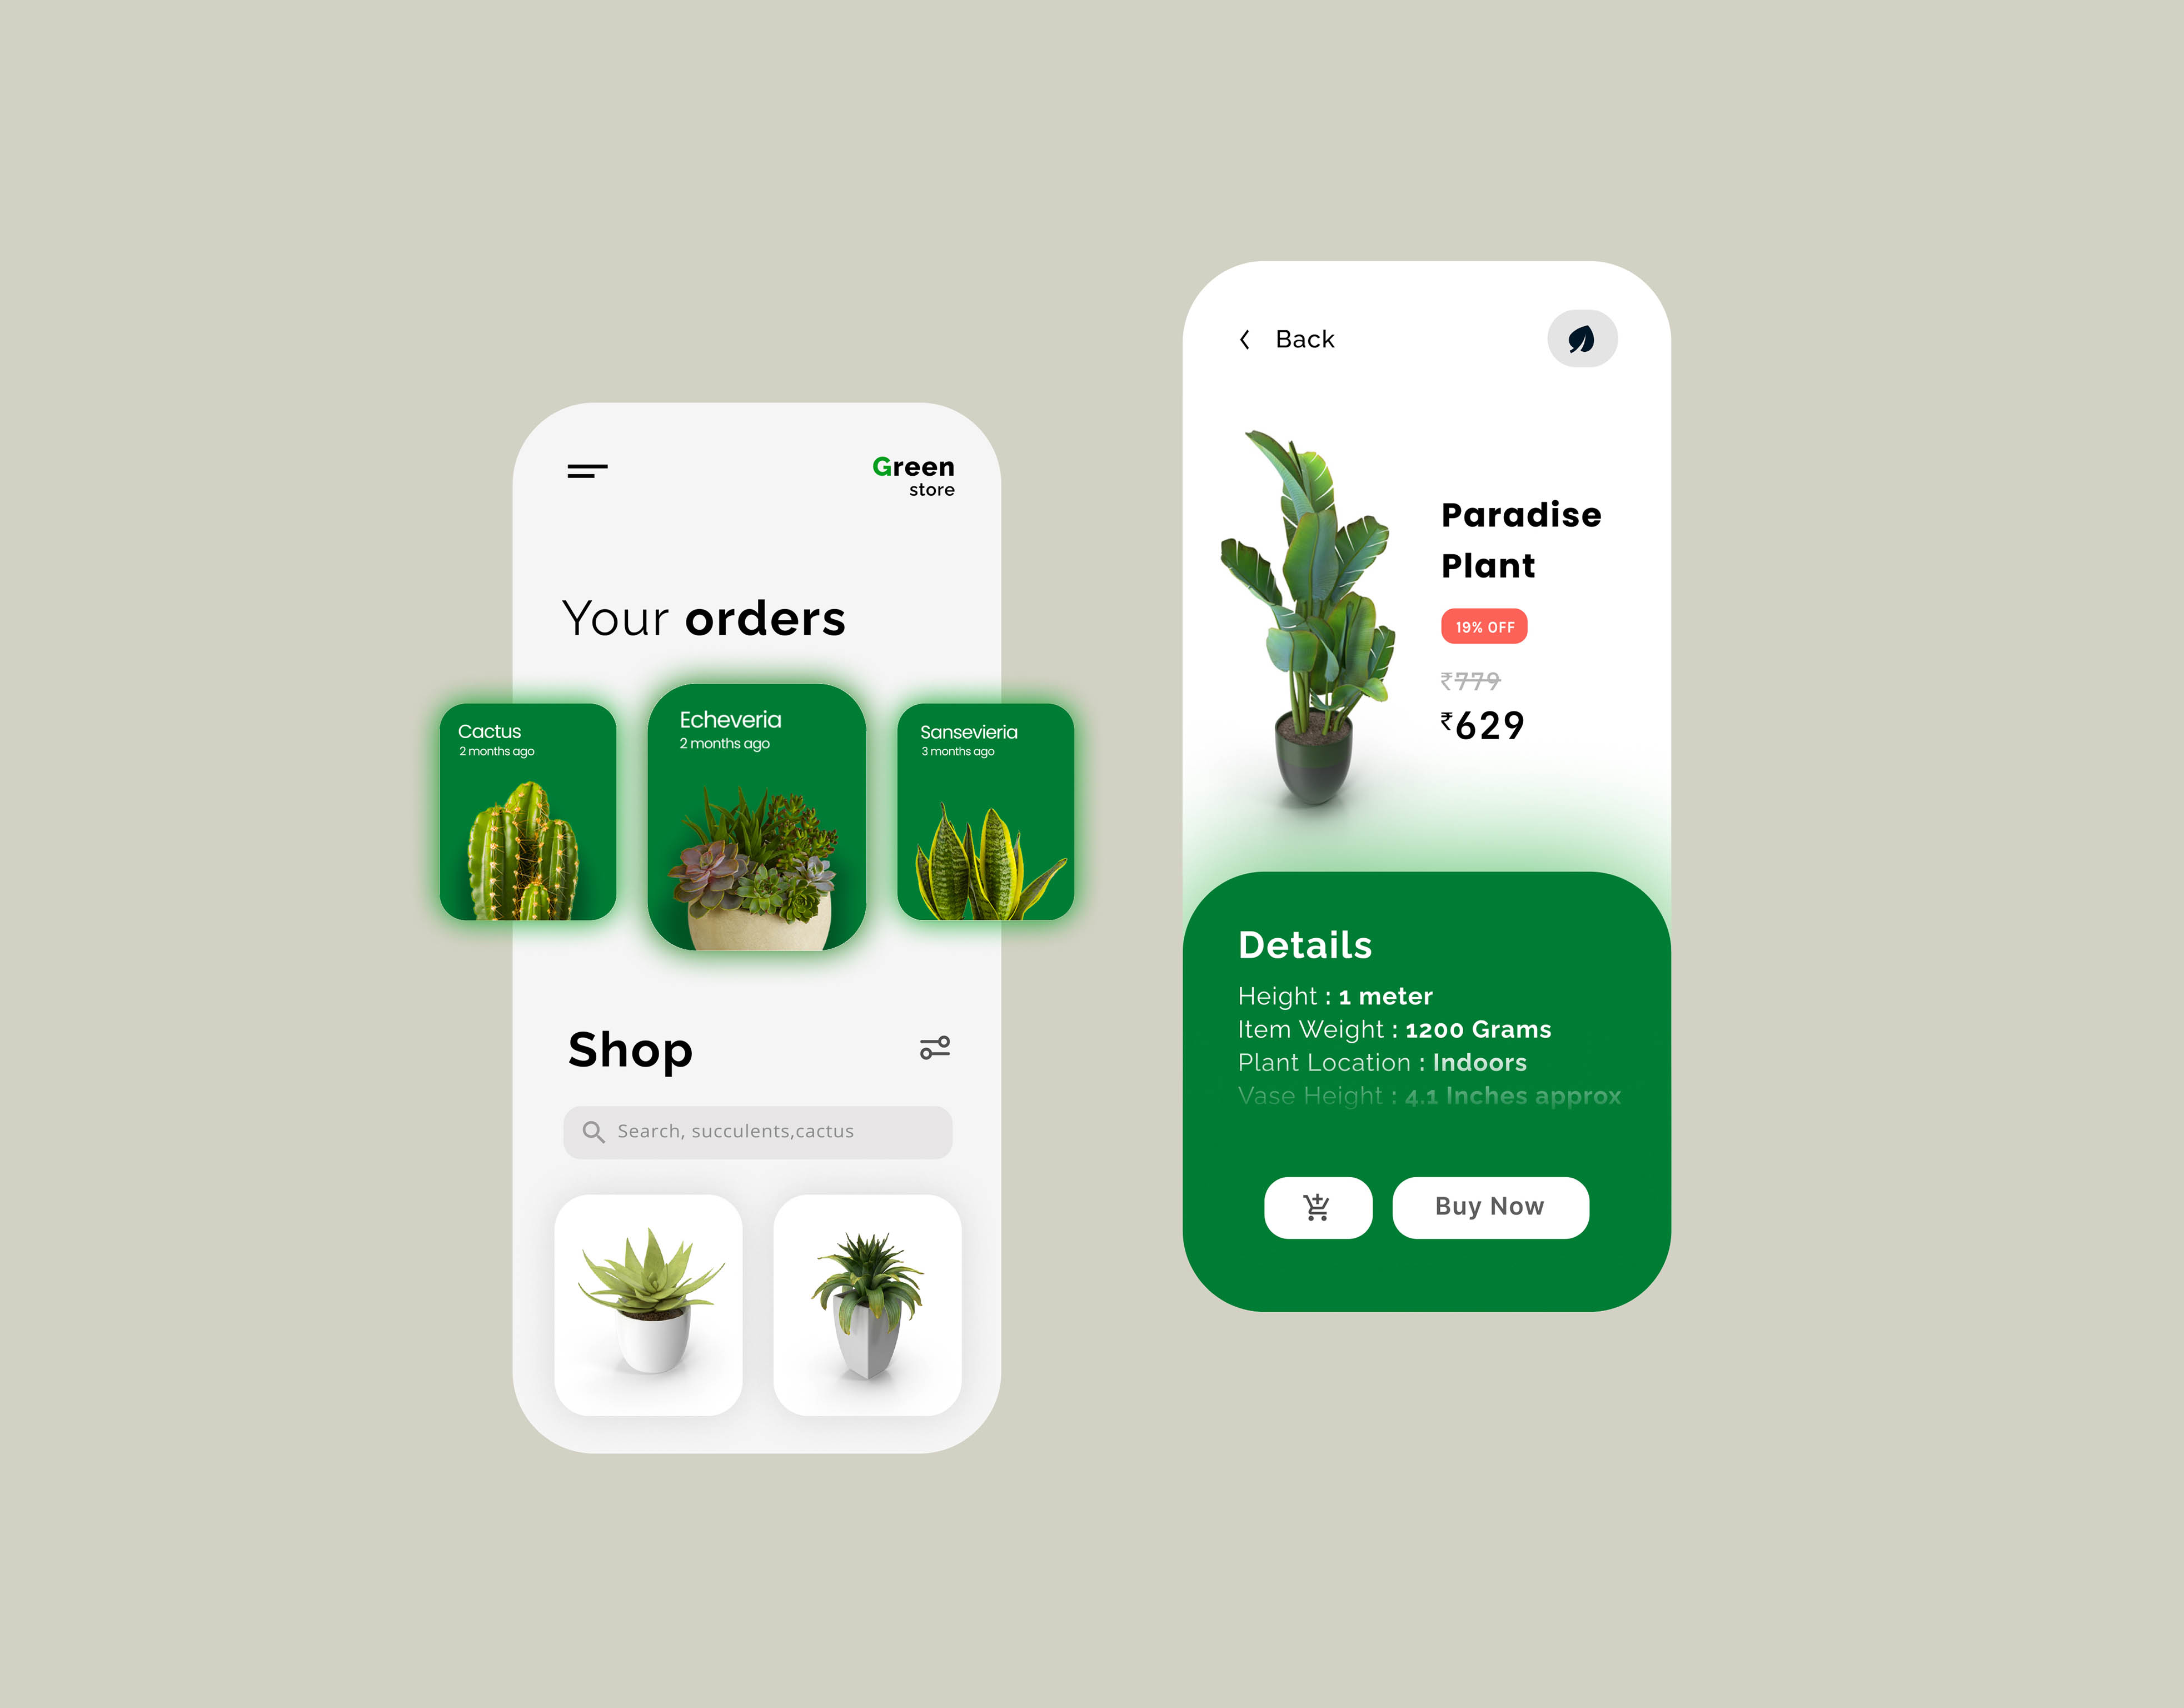 Green
store
Your orders
Cactus
2 months ago
Echeveria
2 months ago
Sansevieria
3 months ago
Shop
Search, succulents,cactus
Back
Paradise
Plant
19% OFF
₹779
₹629
Details
Height : 1 meter
Item Weight : 1200 Grams
Plant Location : Indoors
Vase Height : 4.1 Inches approx
Buy Now